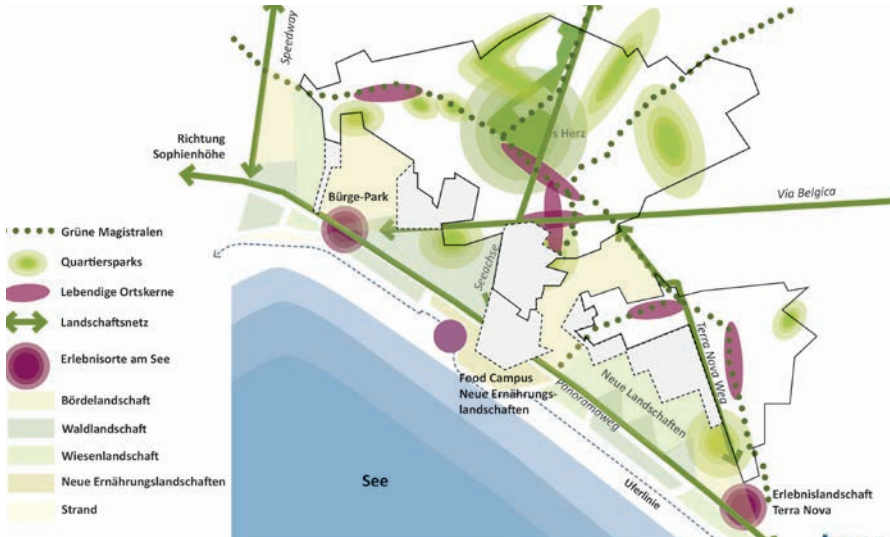 Speedway
Richtung
Sophienhöhe
s Herz
Bürge-Park
Via Belgica
Grüne Magistralen
Quartiersparks
Lebendige Ortskerne
Landschaftsnetz
Erlebnisorte am See
Bördelandschaft
Waldlandschaft
Wiesenlandschaft
Neue Ernährungslandschaften
Strand
Seeachse
Terra Nova Weg
Food Campus
Neue Ernährungs-
landschaften
Panoramaweg
Neue Landschaften
See
Uferlinie
Erlebnislandschaft
Terra Nova